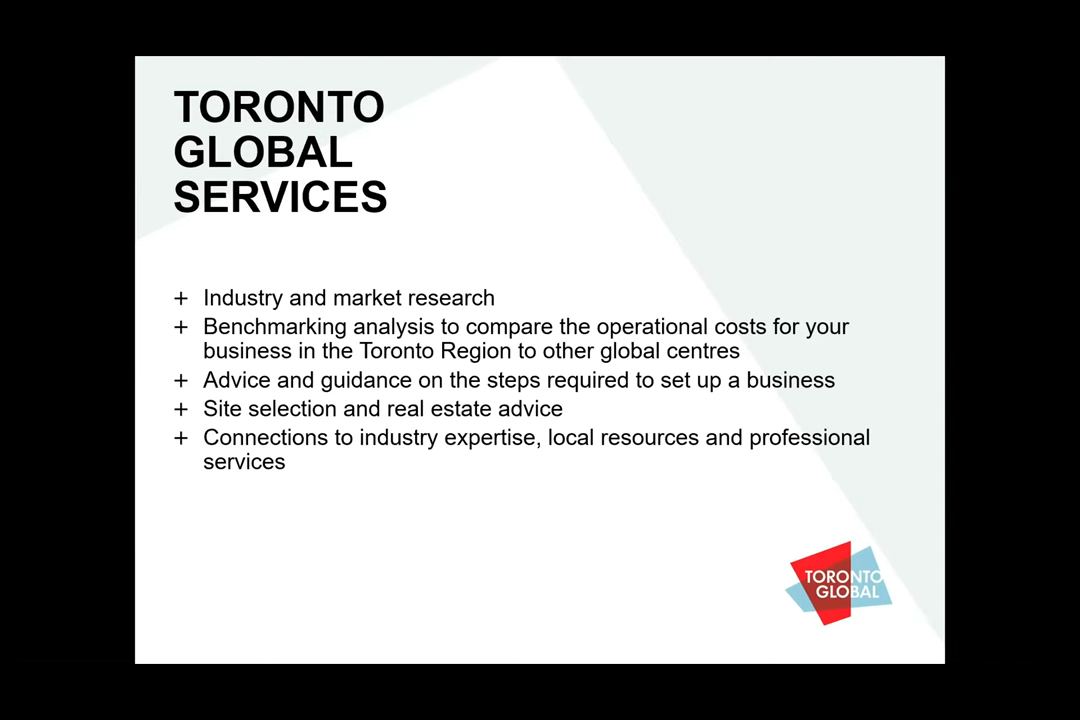 TORONTO
GLOBAL
SERVICES
+ Industry and market research
+ Benchmarking analysis to compare the operational costs for your
business in the Toronto Region to other global centres
+ Advice and guidance on the steps required to set up a business
+ Site selection and real estate advice
+ Connections to industry expertise, local resources and professional
services
TORONTO
GLOBAL